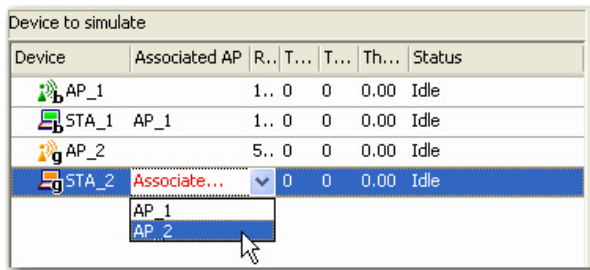 Device to simulate
Device Associated AP R.. T... T... Th... Status
b AP_1 1.. 0 0 0.00 Idle
b STA_1 AP_1 1.. 0 0 0.00 Idle
g AP_2 5.. 0 0 0.00 Idle
g STA_2 Associate... 0 0 0.00 Idle
AP_1
AP_2